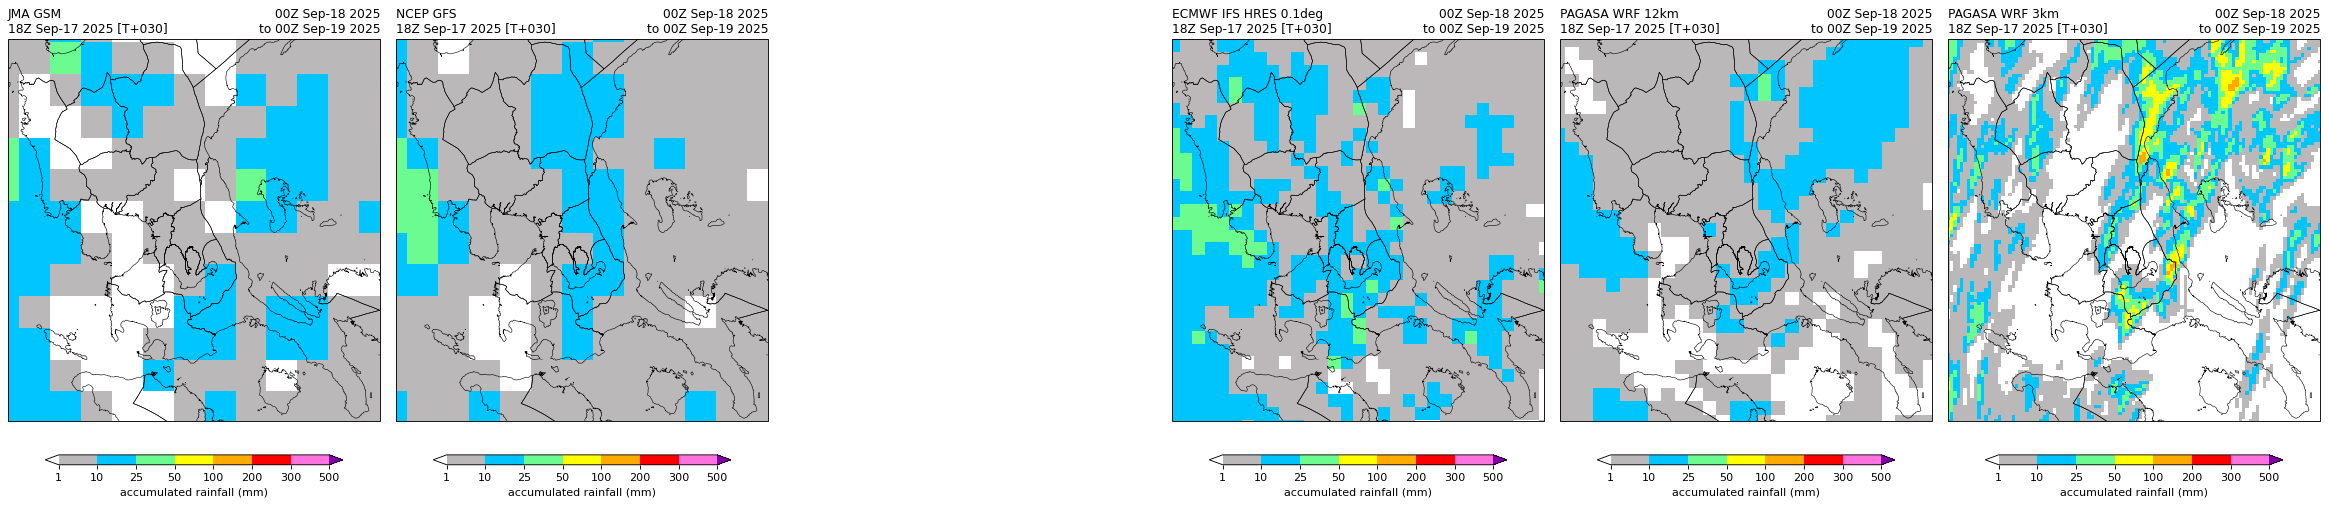 JMA GSM 00Z Sep-18 2025
18Z Sep-17 2025 [T+030] to 00Z Sep-19 2025
NCEP GFS 00Z Sep-18 2025
18Z Sep-17 2025 [T+030] to 00Z Sep-19 2025
ECMWF IFS HRES 0.1deg 00Z Sep-18 2025
18Z Sep-17 2025 [T+030] to 00Z Sep-19 2025
PAGASA WRF 12km 00Z Sep-18 2025
18Z Sep-17 2025 [T+030] to 00Z Sep-19 2025
PAGASA WRF 3km 00Z Sep-18 2025
18Z Sep-17 2025 [T+030] to 00Z Sep-19 2025
1 10 25 50 100 200 300 500
accumulated rainfall (mm)
1 10 25 50 100 200 300 500
accumulated rainfall (mm)
1 10 25 50 100 200 300 500
accumulated rainfall (mm)
1 10 25 50 100 200 300 500
accumulated rainfall (mm)
1 10 25 50 100 200 300 500
accumulated rainfall (mm)